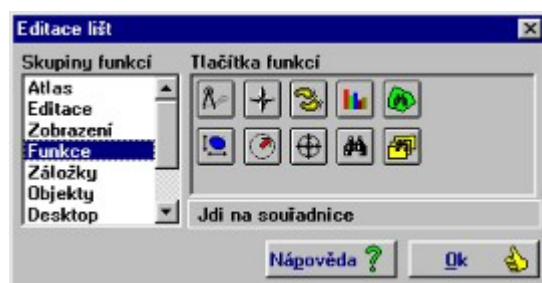 Editace lišt
Skupiny funkcí
Tlačítka funkcí
Atlas
Editace
Zobrazení
Funkce
Záložky
Objekty
Desktop
Jdi na souřadnice
Nápověda ?
Ok